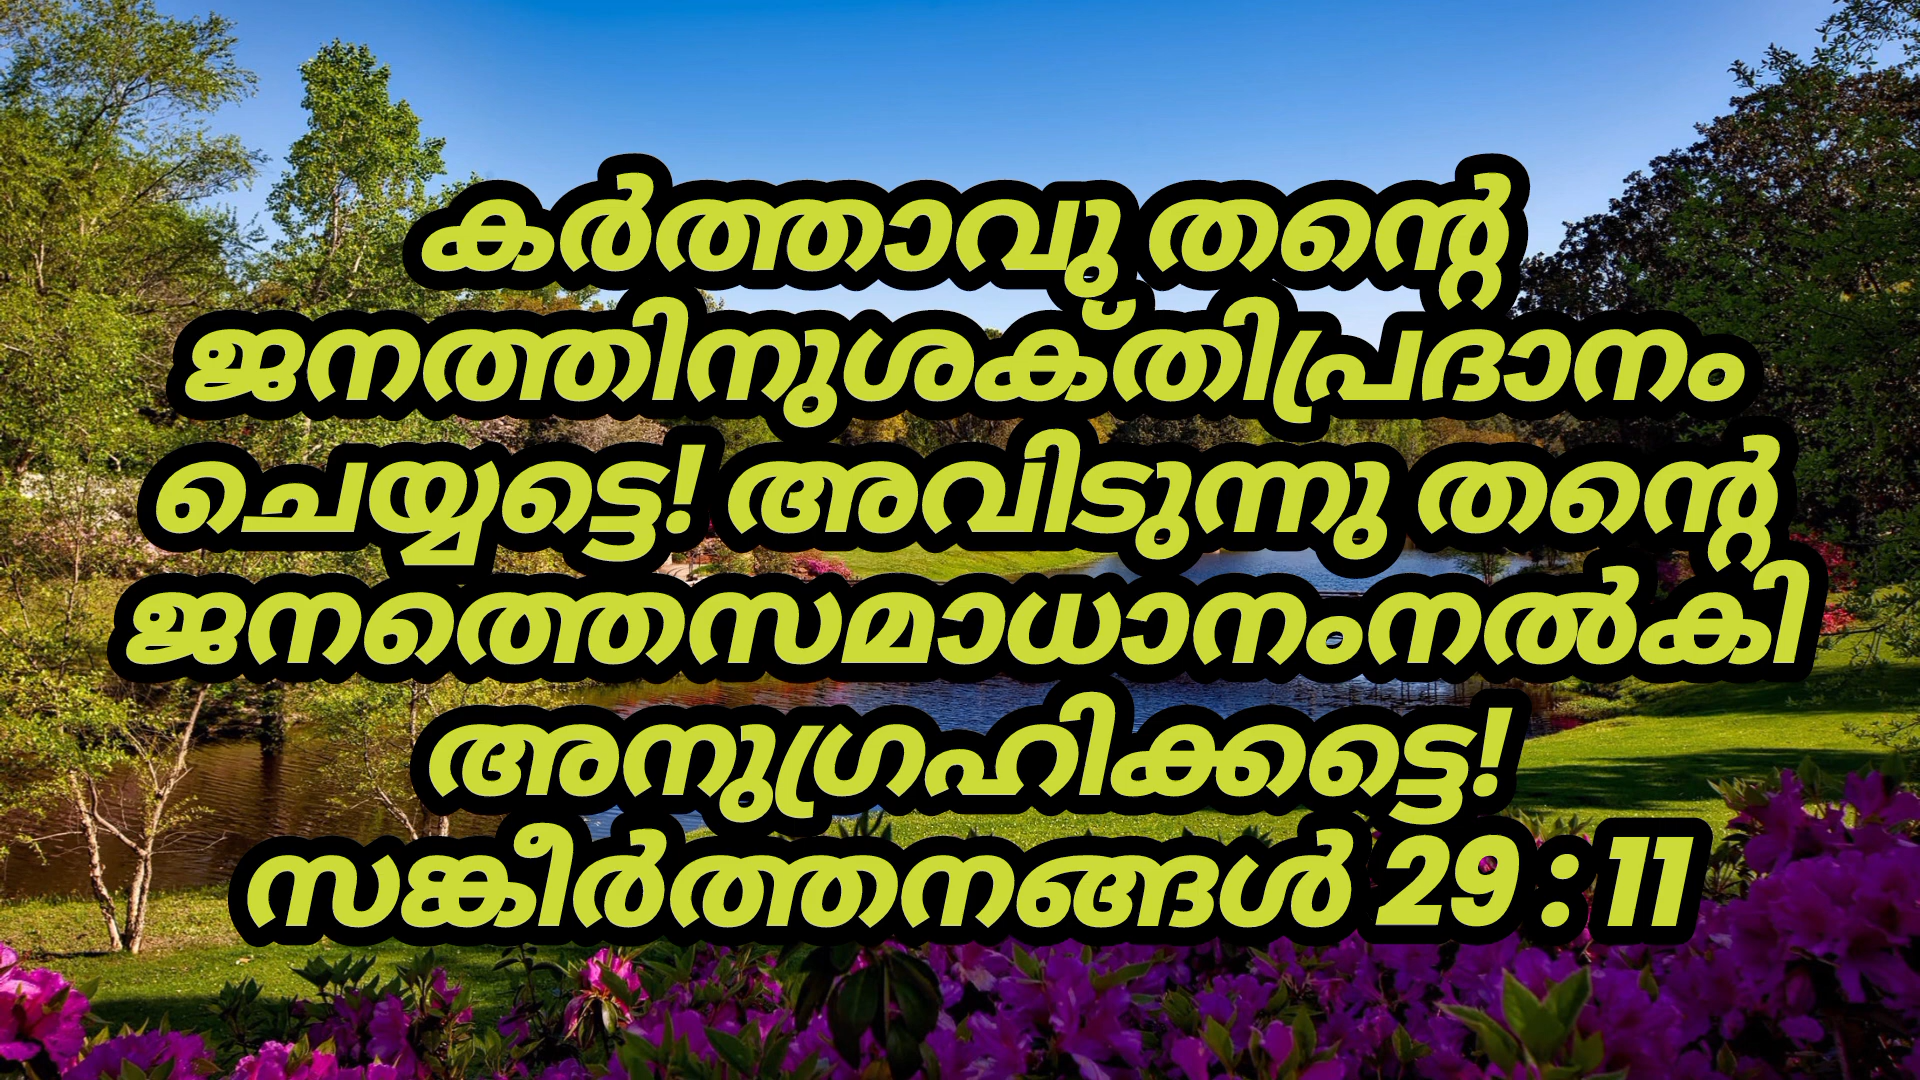 കർത്താവു തന്റെ
ജനത്തിനുശക്‌തിപ്രദാനം
ചെയ്യട്ടെ! അവിടുന്നു തന്റെ
ജനത്തെസമാധാനംനൽകി
അനുഗ്രഹിക്കട്ടെ!
സങ്കീർത്തനങ്ങൾ 29 : 11